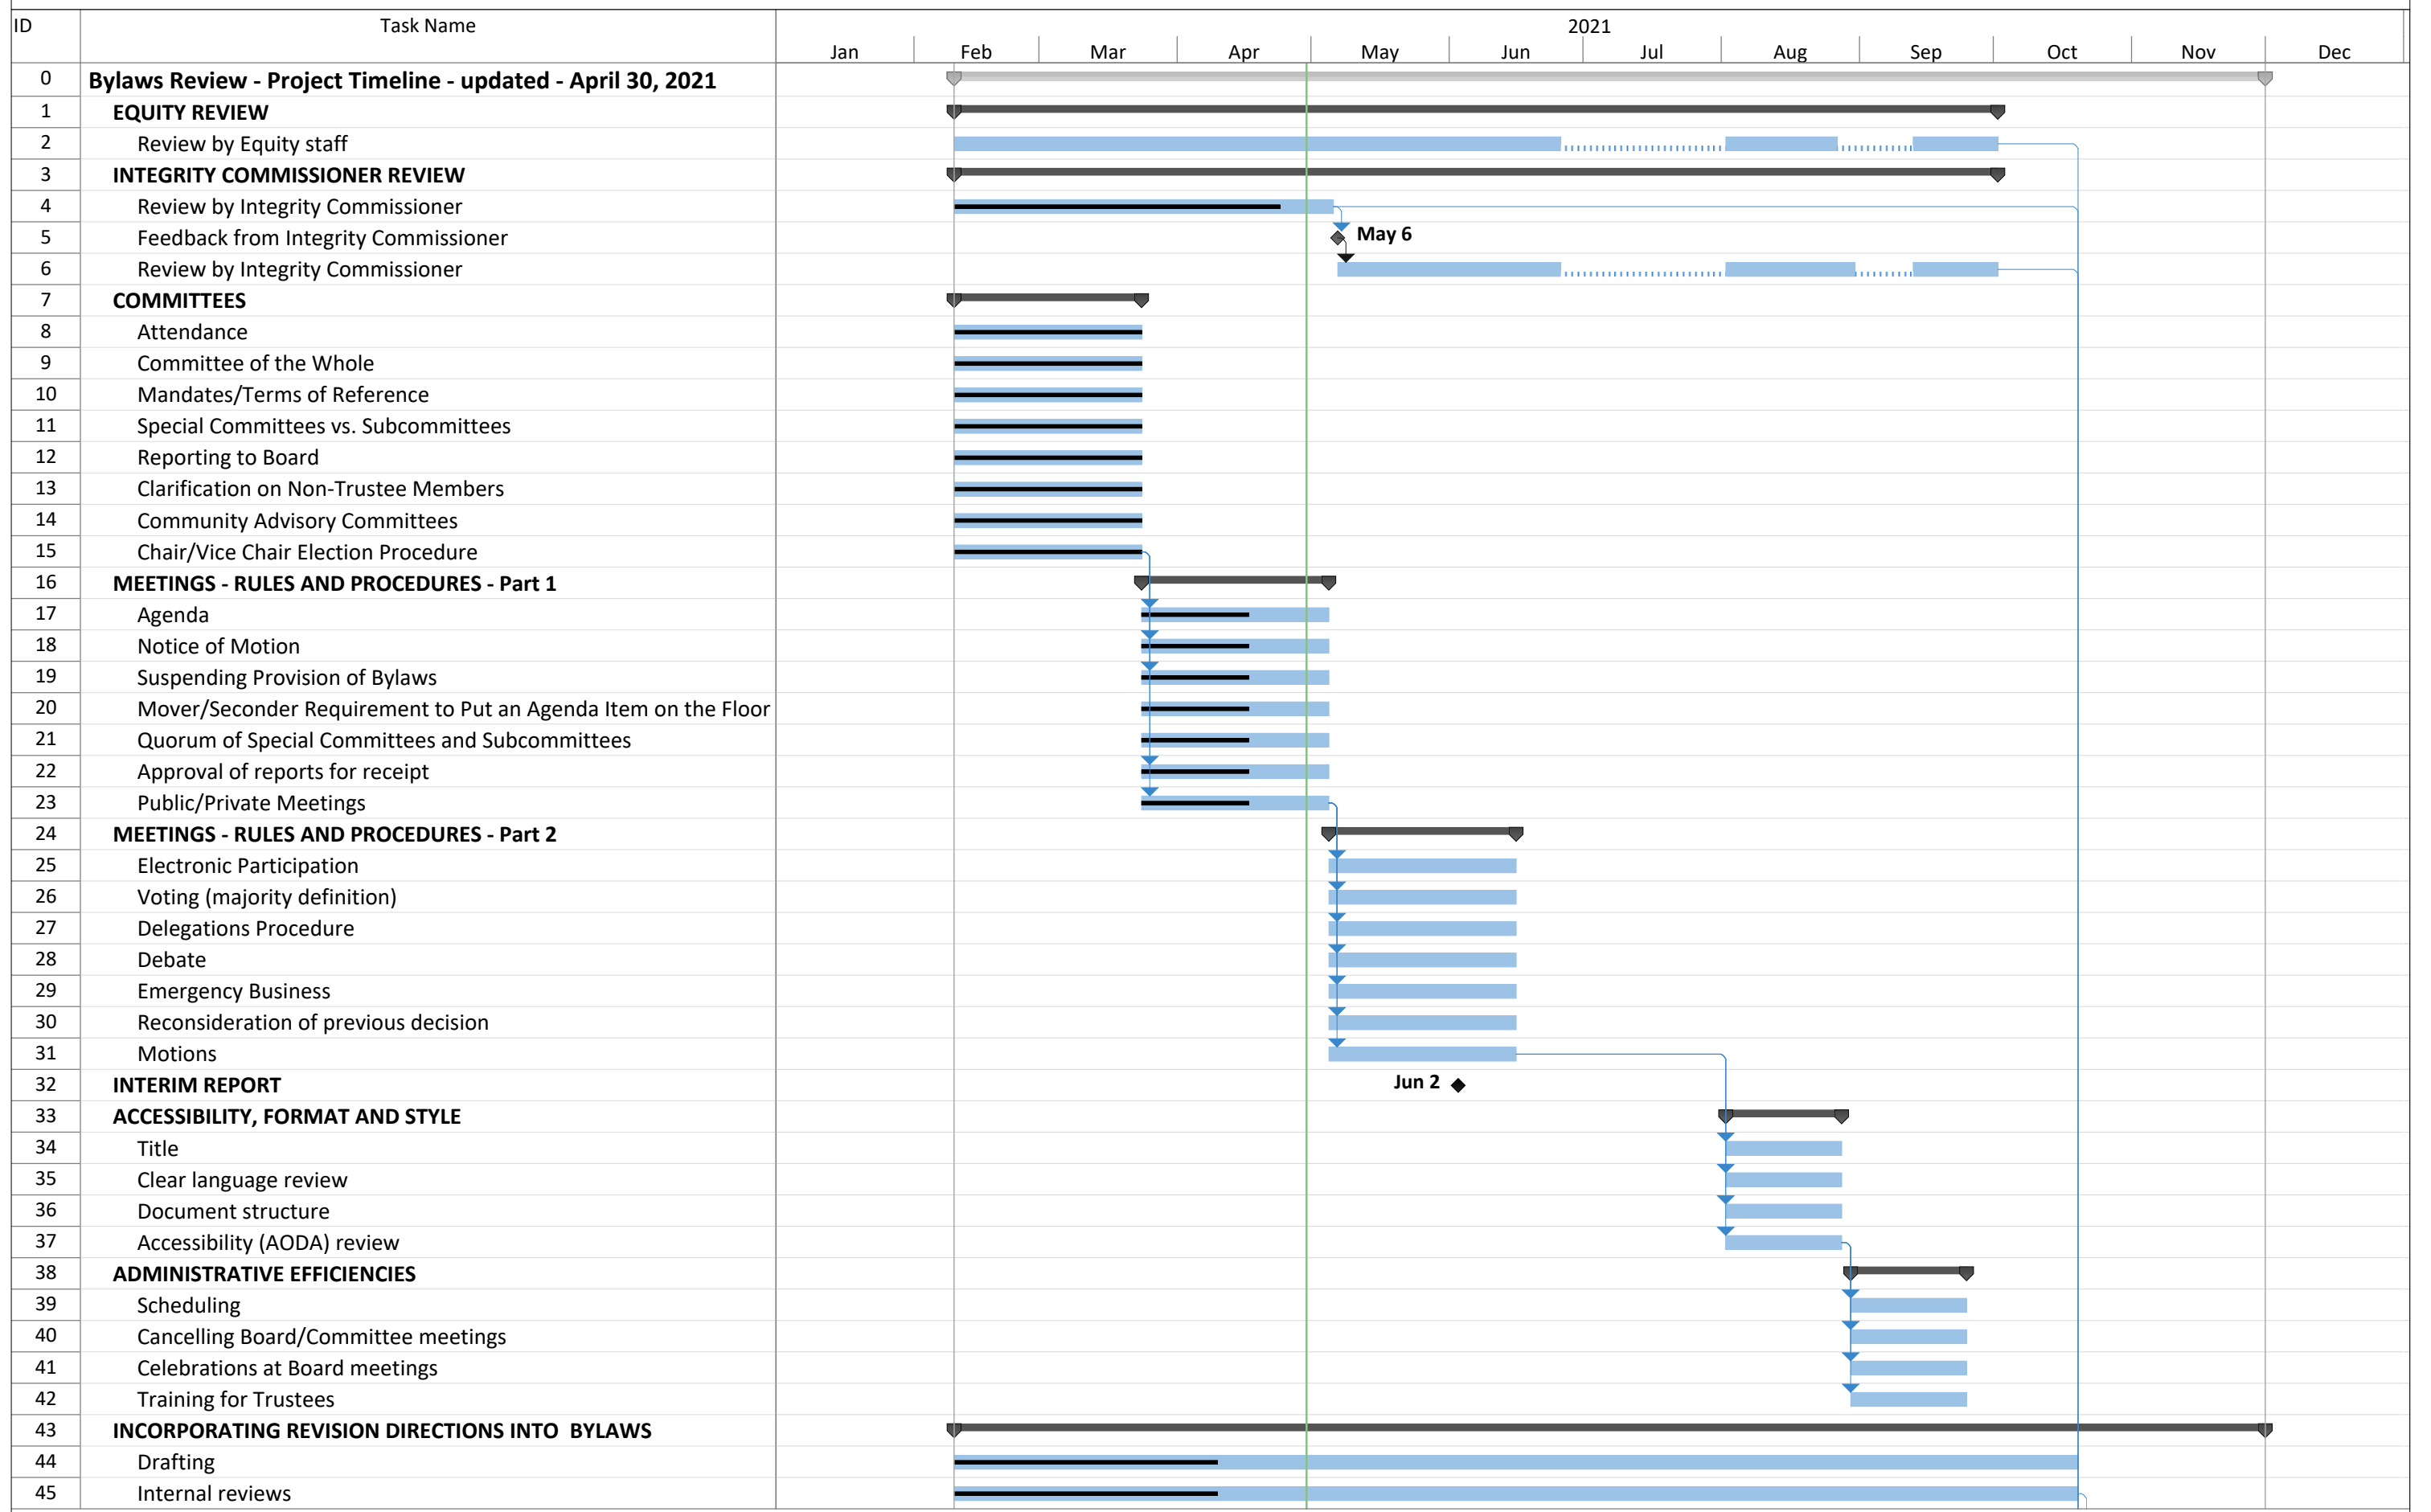 ID Task Name 2021
Jan Feb Mar Apr May Jun Jul Aug Sep Oct Nov Dec
0 Bylaws Review - Project Timeline - updated - April 30, 2021
1 EQUITY REVIEW
2 Review by Equity staff
3 INTEGRITY COMMISSIONER REVIEW
4 Review by Integrity Commissioner
5 Feedback from Integrity Commissioner May 6
6 Review by Integrity Commissioner
7 COMMITTEES
8 Attendance
9 Committee of the Whole
10 Mandates/Terms of Reference
11 Special Committees vs. Subcommittees
12 Reporting to Board
13 Clarification on Non-Trustee Members
14 Community Advisory Committees
15 Chair/Vice Chair Election Procedure
16 MEETINGS - RULES AND PROCEDURES - Part 1
17 Agenda
18 Notice of Motion
19 Suspending Provision of Bylaws
20 Mover/Seconder Requirement to Put an Agenda Item on the Floor
21 Quorum of Special Committees and Subcommittees
22 Approval of reports for receipt
23 Public/Private Meetings
24 MEETINGS - RULES AND PROCEDURES - Part 2
25 Electronic Participation
26 Voting (majority definition)
27 Delegations Procedure
28 Debate
29 Emergency Business
30 Reconsideration of previous decision
31 Motions
32 INTERIM REPORT Jun 2
33 ACCESSIBILITY, FORMAT AND STYLE
34 Title
35 Clear language review
36 Document structure
37 Accessibility (AODA) review
38 ADMINISTRATIVE EFFICIENCIES
39 Scheduling
40 Cancelling Board/Committee meetings
41 Celebrations at Board meetings
42 Training for Trustees
43 INCORPORATING REVISION DIRECTIONS INTO BYLAWS
44 Drafting
45 Internal reviews